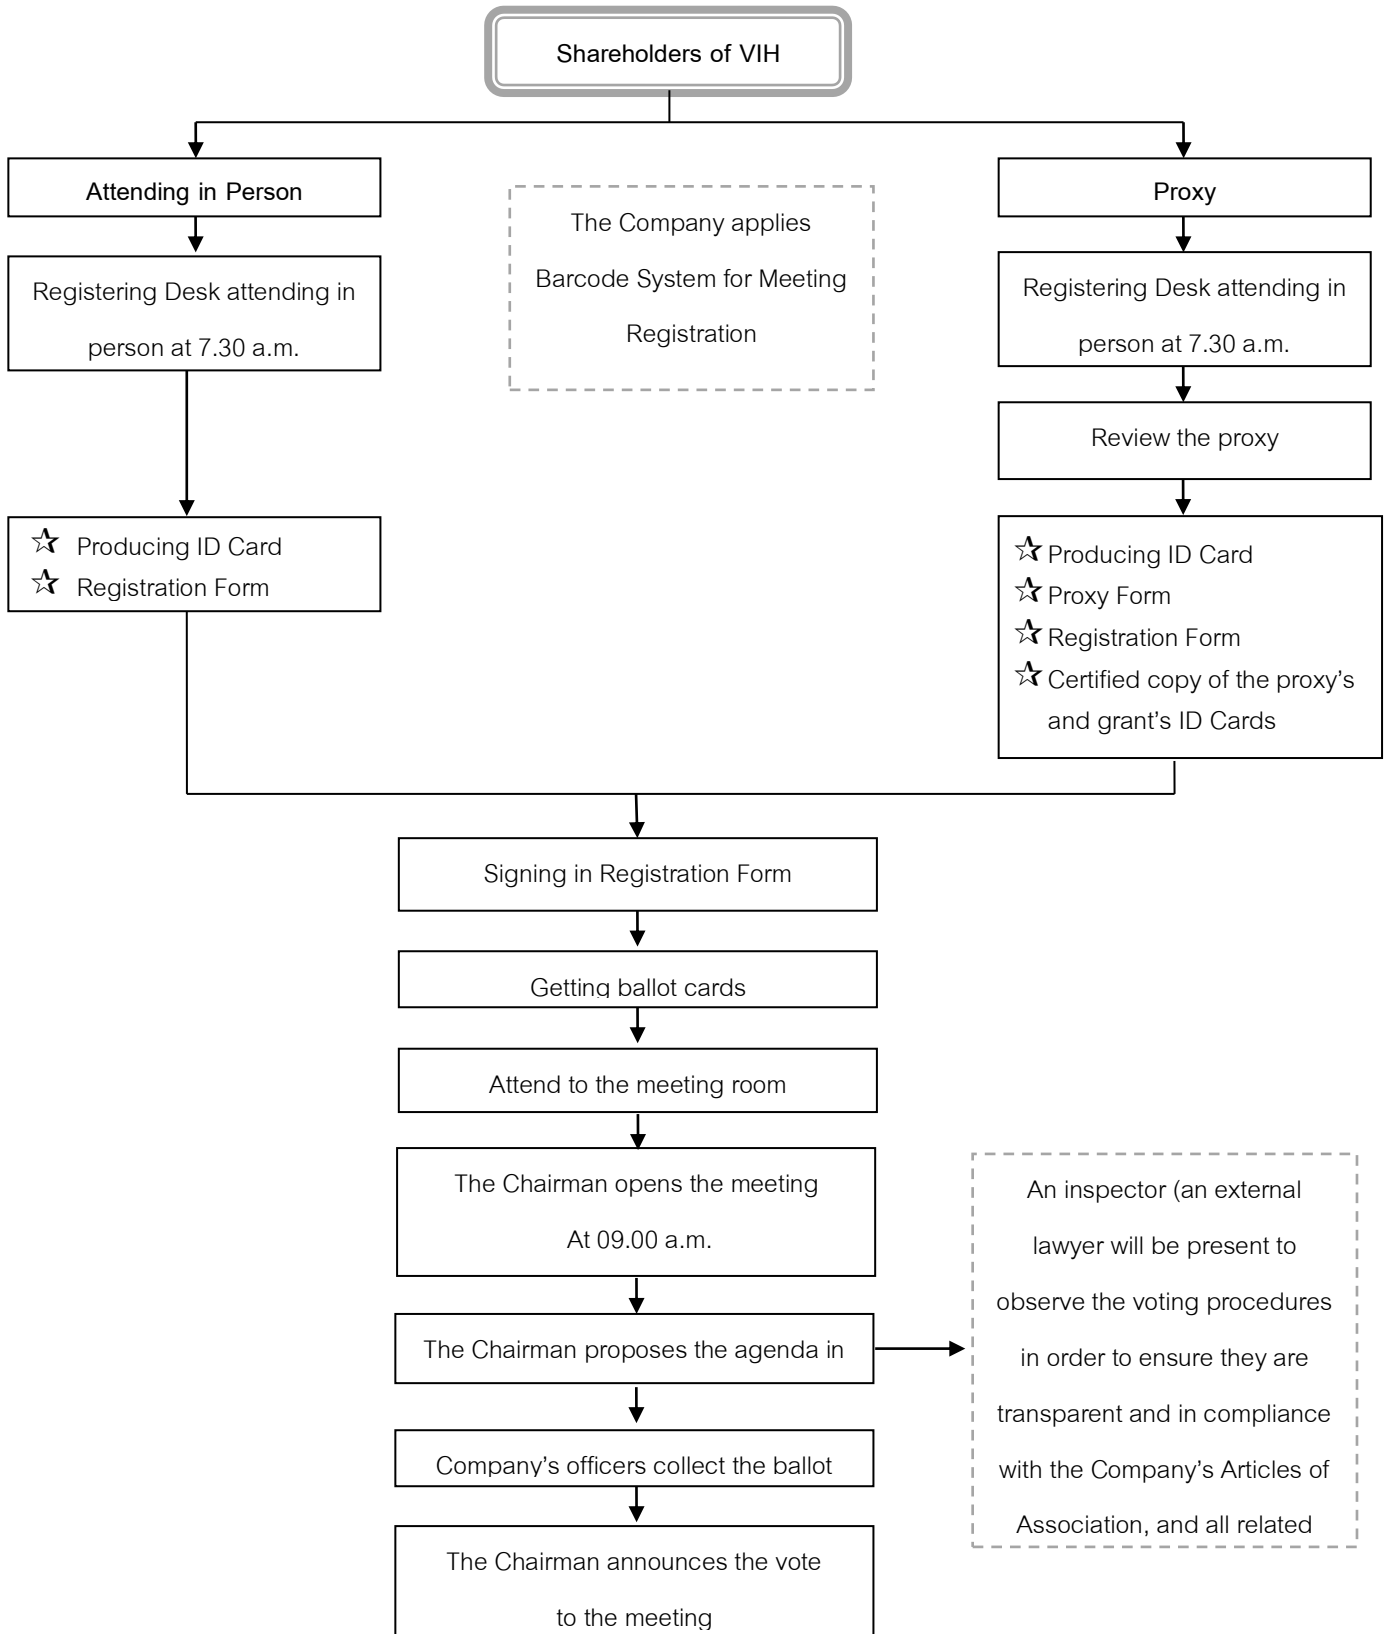 Shareholders of VIH
Attending in Person
Proxy
The Company applies
Barcode System for Meeting
Registration
Registering Desk attending in
person at 7.30 a.m.
Registering Desk attending in
person at 7.30 a.m.
Review the proxy
☆ Producing ID Card
☆ Registration Form
☆ Producing ID Card
☆ Proxy Form
☆ Registration Form
☆ Certified copy of the proxy's
and grant's ID Cards
Signing in Registration Form
Getting ballot cards
Attend to the meeting room
The Chairman opens the meeting
At 09.00 a.m.
The Chairman proposes the agenda in
An inspector (an external
lawyer will be present to
observe the voting procedures
in order to ensure they are
transparent and in compliance
with the Company's Articles of
Association, and all related
Company's officers collect the ballot
The Chairman announces the vote
to the meeting